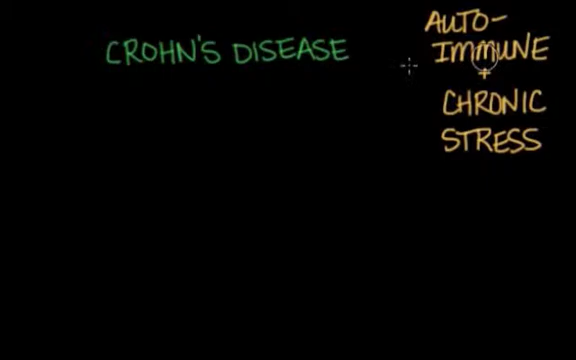 CROHN'S DISEASE
AUTO-
IMMUNE
+
CHRONIC
STRESS